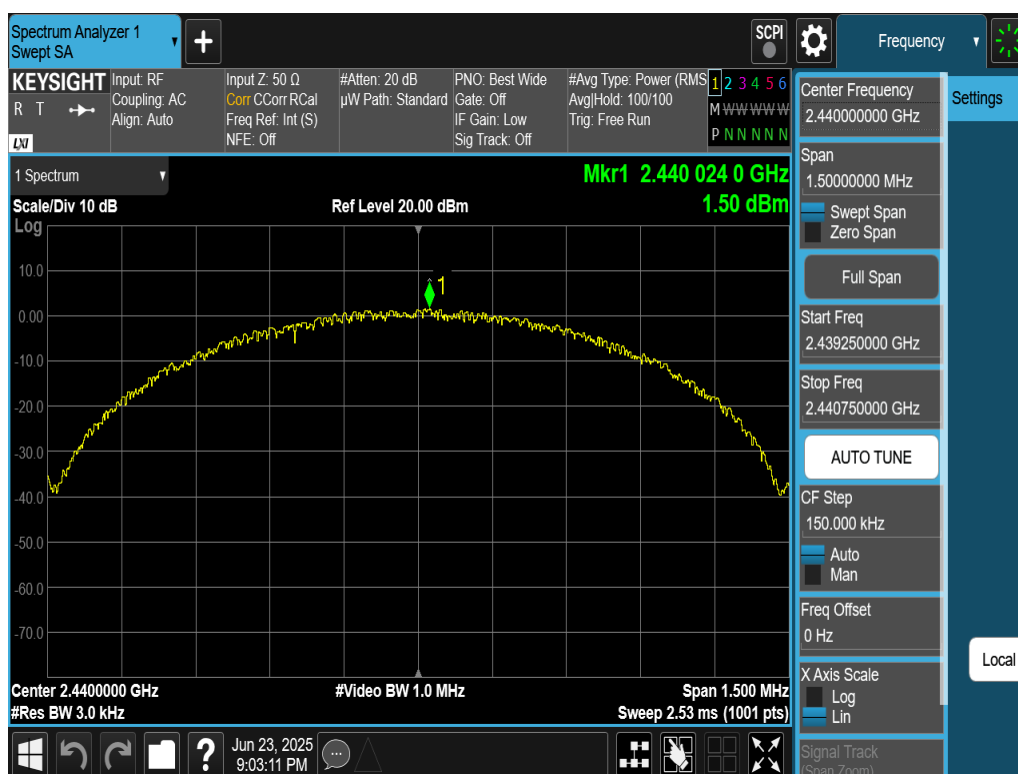 Spectrum Analyzer 1
Swept SA
+
SCPI
Frequency
KEYSIGHT
R T
LXI
Input: RF
Coupling: AC
Align: Auto
Input Z: 50 Ω
Corr CCorr RCal
Freq Ref: Int (S)
NFE: Off
#Atten: 20 dB
µW Path: Standard
PNO: Best Wide
Gate: Off
IF Gain: Low
Sig Track: Off
#Avg Type: Power (RMS
Avg|Hold: 100/100
Trig: Free Run
1 2 3 4 5 6
M W W W W W
P N N N N N
Center Frequency
2.440000000 GHz
Settings
Span
1.50000000 MHz
Swept Span
Zero Span
Full Span
Start Freq
2.439250000 GHz
Stop Freq
2.440750000 GHz
AUTO TUNE
CF Step
150.000 kHz
Auto
Man
Freq Offset
0 Hz
X Axis Scale
Log
Lin
Signal Track
(Span Zoom)
Local
1 Spectrum
Mkr1 2.440 024 0 GHz
1.50 dBm
Scale/Div 10 dB
Ref Level 20.00 dBm
Log
10.0
0.00
-10.0
-20.0
-30.0
-40.0
-50.0
-60.0
-70.0
1
Center 2.4400000 GHz
#Video BW 1.0 MHz
Span 1.500 MHz
#Res BW 3.0 kHz
Sweep 2.53 ms (1001 pts)
?
Jun 23, 2025
9:03:11 PM